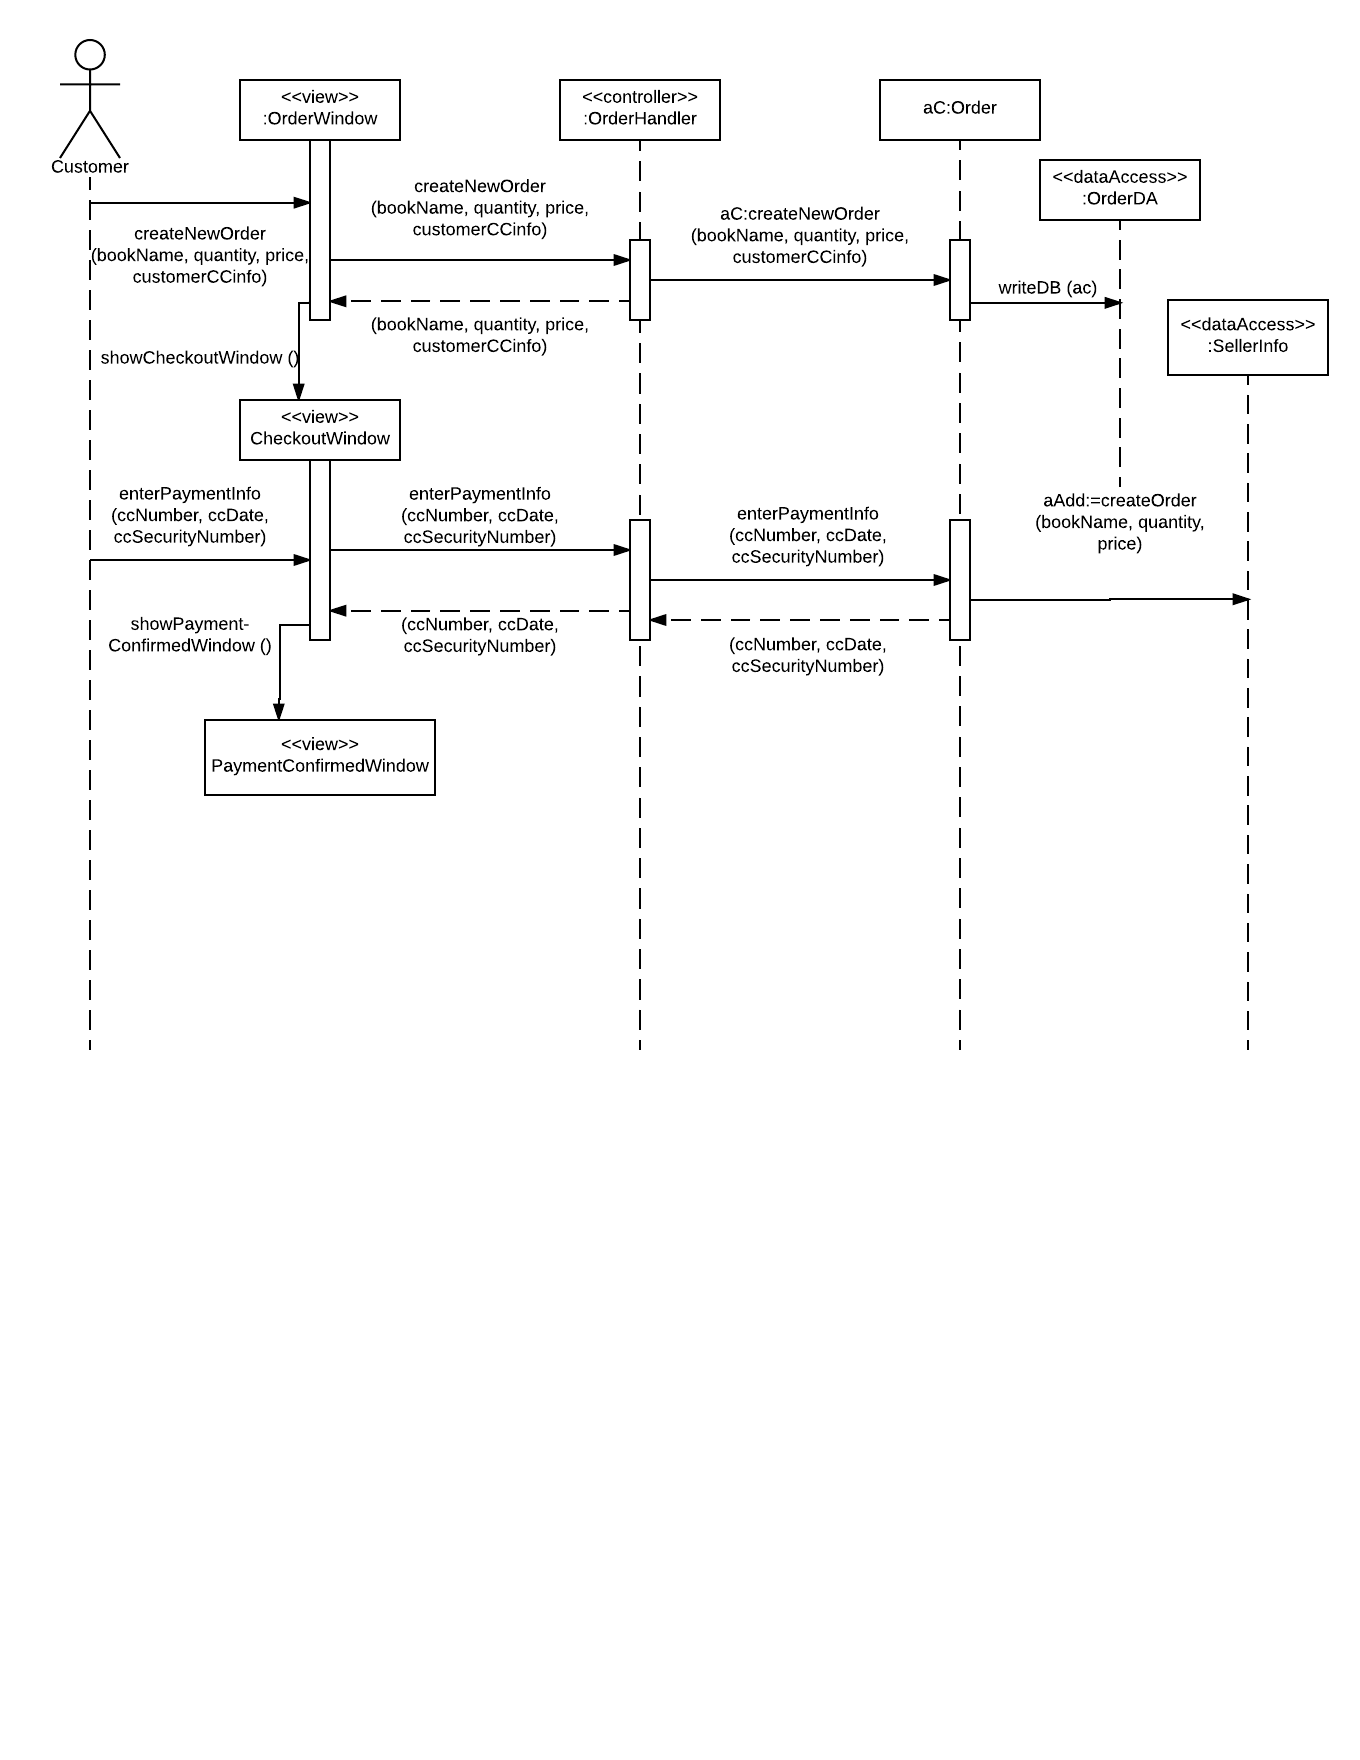 Customer
<<view>>
:OrderWindow
<<controller>>
:OrderHandler
aC:Order
<<dataAccess>>
:OrderDA
<<dataAccess>>
:SellerInfo
createNewOrder
(bookName, quantity, price,
customerCCinfo)
createNewOrder
(bookName, quantity, price,
customerCCinfo)
aC:createNewOrder
(bookName, quantity, price,
customerCCinfo)
writeDB (ac)
(bookName, quantity, price,
customerCCinfo)
showCheckoutWindow ()
<<view>>
CheckoutWindow
enterPaymentInfo
(ccNumber, ccDate,
ccSecurityNumber)
enterPaymentInfo
(ccNumber, ccDate,
ccSecurityNumber)
enterPaymentInfo
(ccNumber, ccDate,
ccSecurityNumber)
aAdd:=createOrder
(bookName, quantity,
price)
showPayment-
ConfirmedWindow ()
(ccNumber, ccDate,
ccSecurityNumber)
(ccNumber, ccDate,
ccSecurityNumber)
<<view>>
PaymentConfirmedWindow